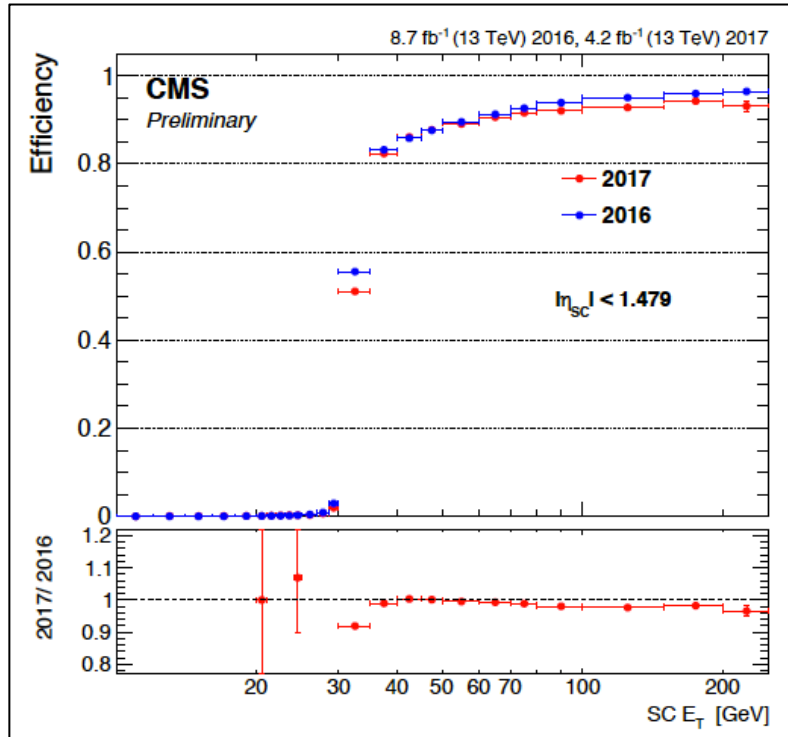 8.7 fb⁻¹ (13 TeV) 2016, 4.2 fb⁻¹ (13 TeV) 2017
Efficiency
1
0.8
0.6
0.4
0.2
0
CMS
Preliminary
2017
2016
|η_SC| < 1.479
2017/ 2016
1.2
1.1
1
0.9
0.8
20 30 40 50 60 70 100 200
SC E_T [GeV]